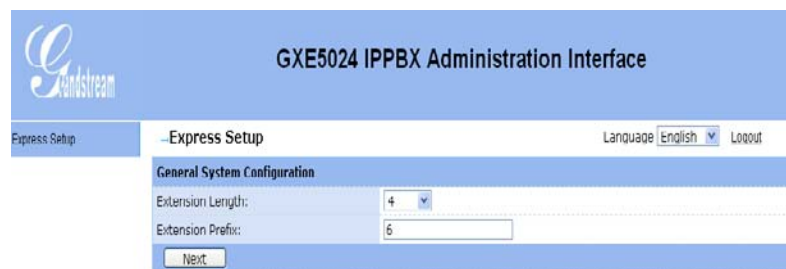 Grandstream
GXE5024 IPPBX Administration Interface
Express Setup
Express Setup
Language English Logout
General System Configuration
Extension Length: 4
Extension Prefix: 6
Next